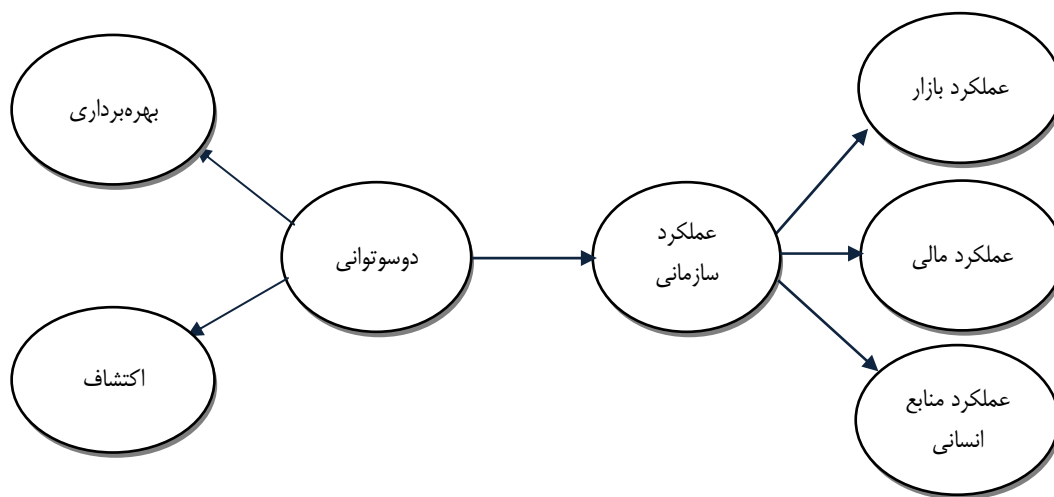 عملکرد بازار
بهره‌برداری
عملکرد
سازمانی
دوسوتوانی
عملکرد مالی
اکتشاف
عملکرد منابع
انسانی